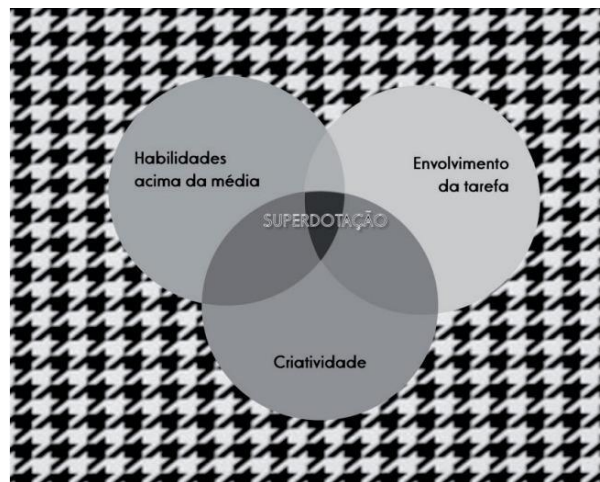 Habilidades
acima da média
Envolvimento
da tarefa
SUPERDOTAÇÃO
Criatividade